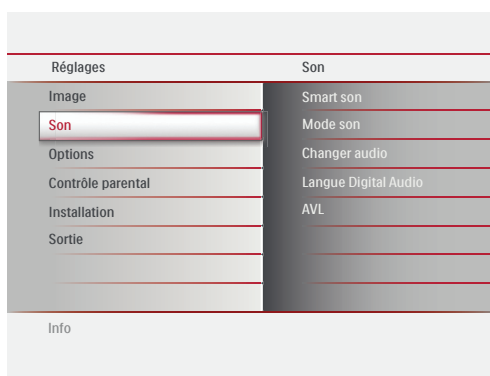 Réglages
Son
Image
Smart son
Son
Mode son
Options
Changer audio
Contrôle parental
Langue Digital Audio
Installation
AVL
Sortie
Info